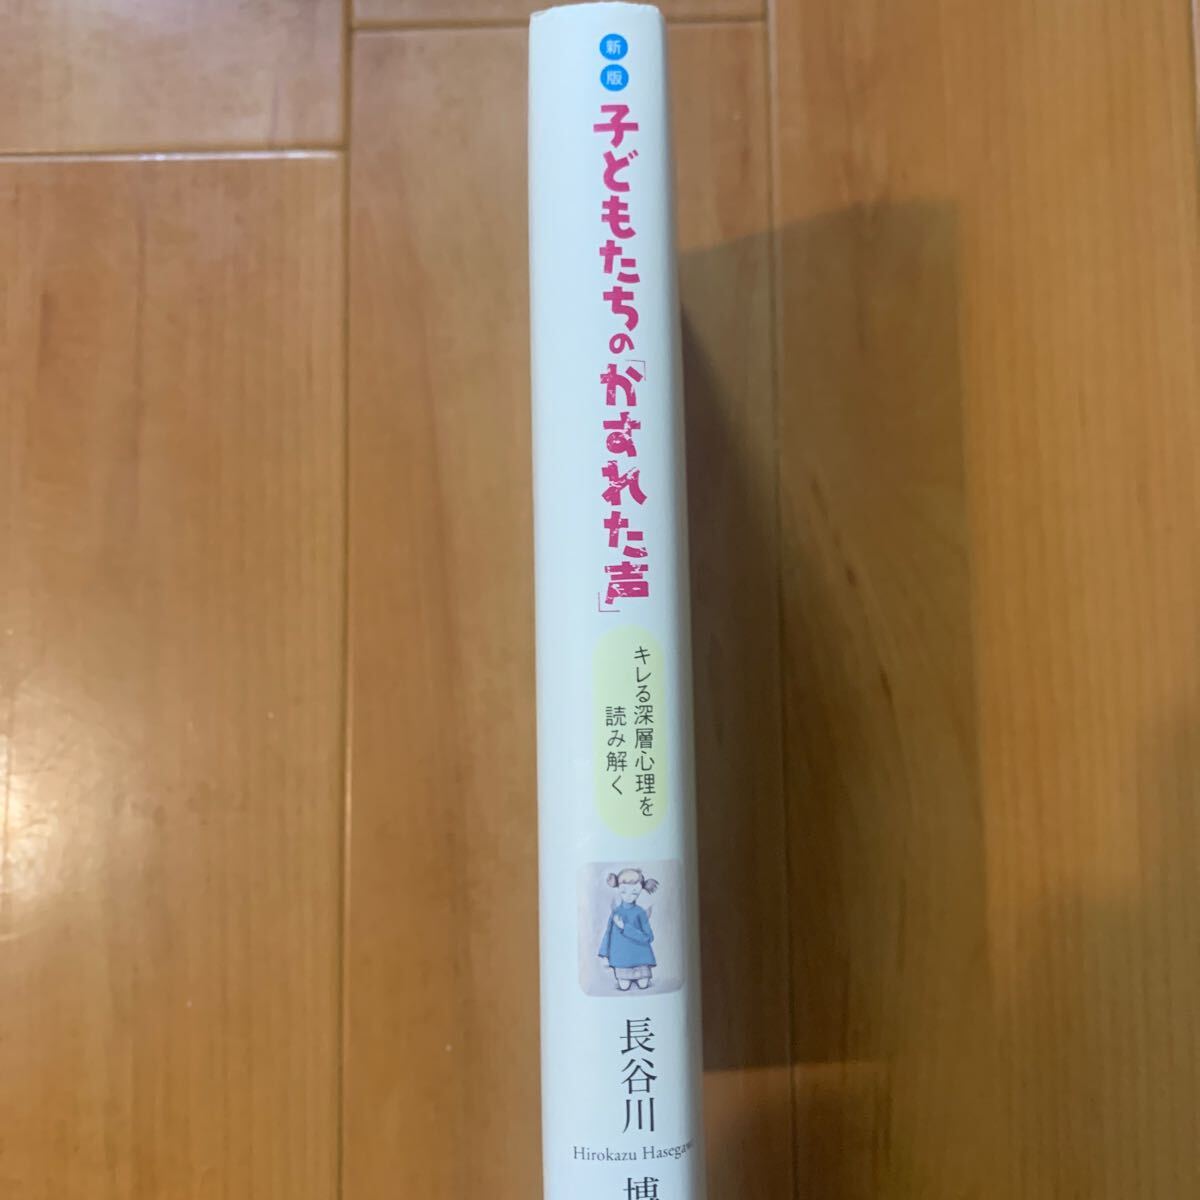 新版
子どもたちの「かすれた声」
キレる深層心理を
読み解く
長谷川 博
Hirokazu Hasegaw